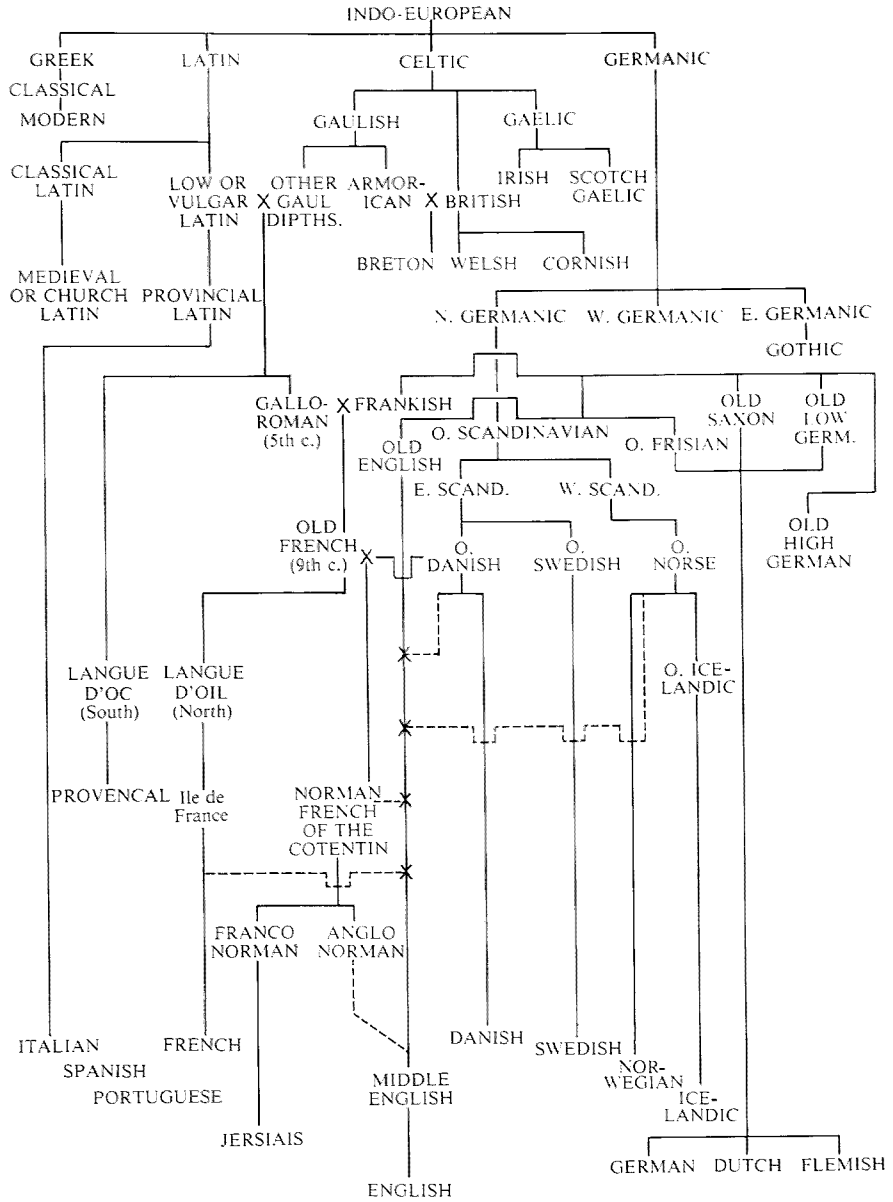 INDO-EUROPEAN
GREEK
CLASSICAL
MODERN
LATIN
CELTIC
GERMANIC
GAULISH
GAELIC
CLASSICAL
LATIN
LOW OR
VULGAR
LATIN
X
OTHER
GAUL
DIPTHS.
ARMOR-
ICAN
X
BRITISH
IRISH
SCOTCH
GAELIC
BRETON
WELSH
CORNISH
MEDIEVAL
OR CHURCH
LATIN
PROVINCIAL
LATIN
N. GERMANIC
W. GERMANIC
E. GERMANIC
GOTHIC
GALLO-
ROMAN
(5th c.)
X
FRANKISH
OLD
ENGLISH
O. SCANDINAVIAN
O. FRISIAN
OLD
SAXON
OLD
LOW
GERM.
E. SCAND.
W. SCAND.
OLD
HIGH
GERMAN
OLD
FRENCH
(9th c.)
X
O.
DANISH
O.
SWEDISH
O.
NORSE
X
LANGUE
D'OC
(South)
LANGUE
D'OIL
(North)
O. ICE-
LANDIC
X
PROVENCAL
Ile de
France
NORMAN
FRENCH
OF THE
COTENTIN
X
X
FRANCO
NORMAN
ANGLO
NORMAN
ITALIAN
SPANISH
PORTUGUESE
FRENCH
DANISH
SWEDISH
NOR-
WEGIAN
ICE-
LANDIC
MIDDLE
ENGLISH
JERSIAIS
GERMAN
DUTCH
FLEMISH
ENGLISH